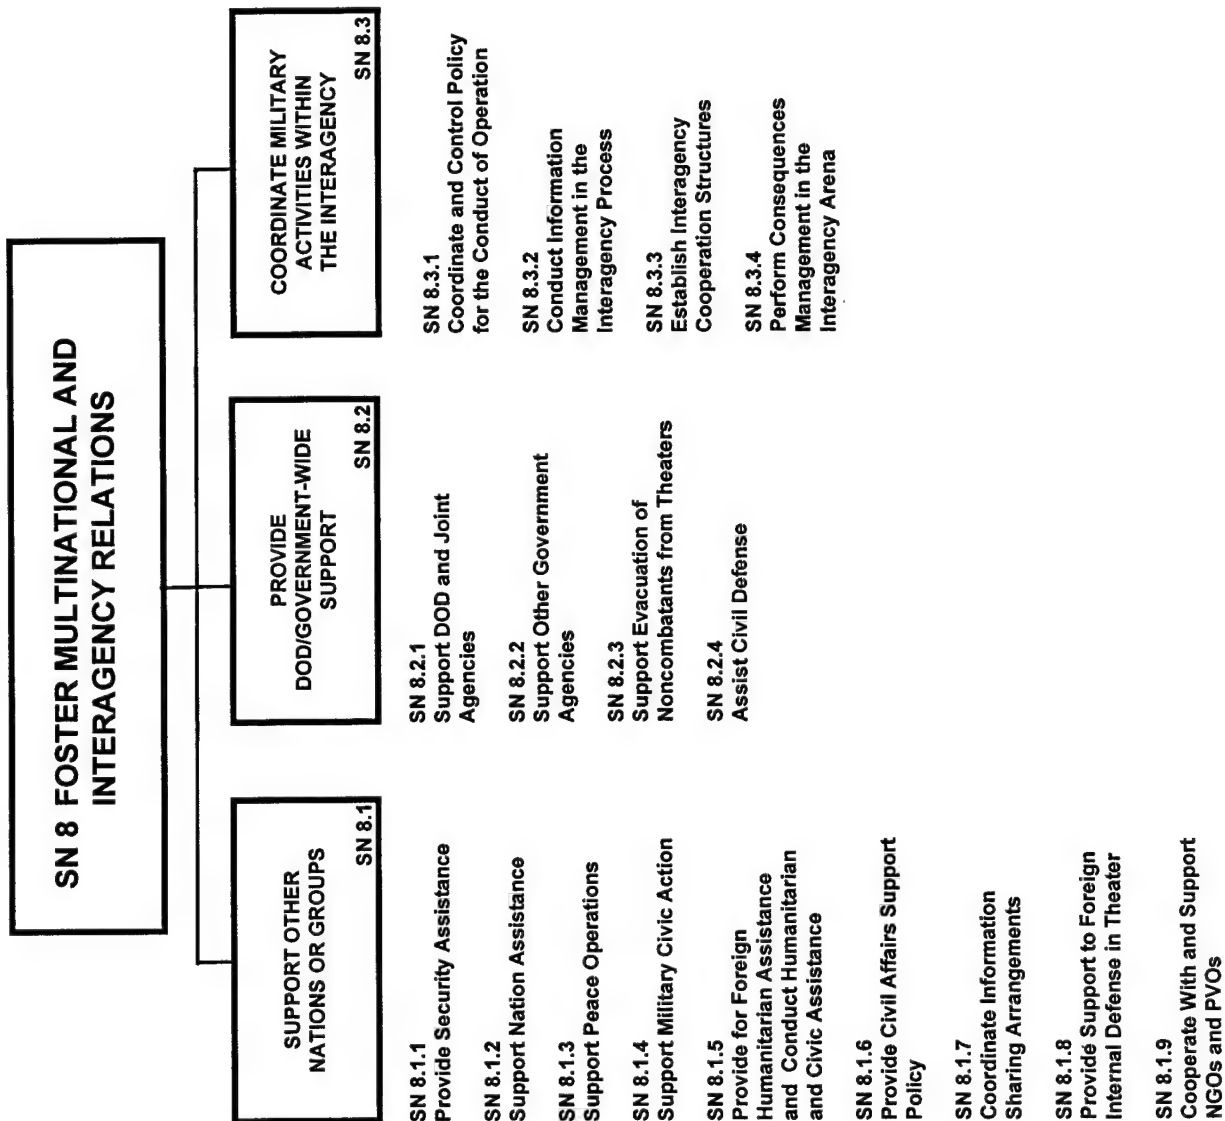 SN 8 FOSTER MULTINATIONAL AND
INTERAGENCY RELATIONS
SUPPORT OTHER
NATIONS OR GROUPS
SN 8.1
SN 8.1.1
Provide Security Assistance
SN 8.1.2
Support Nation Assistance
SN 8.1.3
Support Peace Operations
SN 8.1.4
Support Military Civic Action
SN 8.1.5
Provide for Foreign
Humanitarian Assistance
and Conduct Humanitarian
and Civic Assistance
SN 8.1.6
Provide Civil Affairs Support
Policy
SN 8.1.7
Coordinate Information
Sharing Arrangements
SN 8.1.8
Provide Support to Foreign
Internal Defense in Theater
SN 8.1.9
Cooperate With and Support
NGOs and PVOs
PROVIDE
DOD/GOVERNMENT-WIDE
SUPPORT
SN 8.2
SN 8.2.1
Support DOD and Joint
Agencies
SN 8.2.2
Support Other Government
Agencies
SN 8.2.3
Support Evacuation of
Noncombatants from Theaters
SN 8.2.4
Assist Civil Defense
COORDINATE MILITARY
ACTIVITIES WITHIN
THE INTERAGENCY
SN 8.3
SN 8.3.1
Coordinate and Control Policy
for the Conduct of Operation
SN 8.3.2
Conduct Information
Management in the
Interagency Process
SN 8.3.3
Establish Interagency
Cooperation Structures
SN 8.3.4
Perform Consequences
Management in the
Interagency Arena